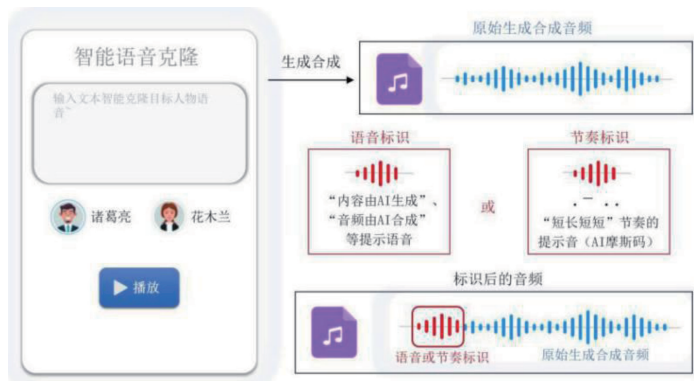 智能语音克隆
输入文本智能克隆目标人物语
音~
诸葛亮
花木兰
播放
生成合成
原始生成合成音频
语音标识
“内容由AI生成”、
“音频由AI合成”
等提示语音
或
节奏标识
“短长短短”节奏的
提示音（AI摩斯码）
标识后的音频
语音或节奏标识
原始生成合成音频